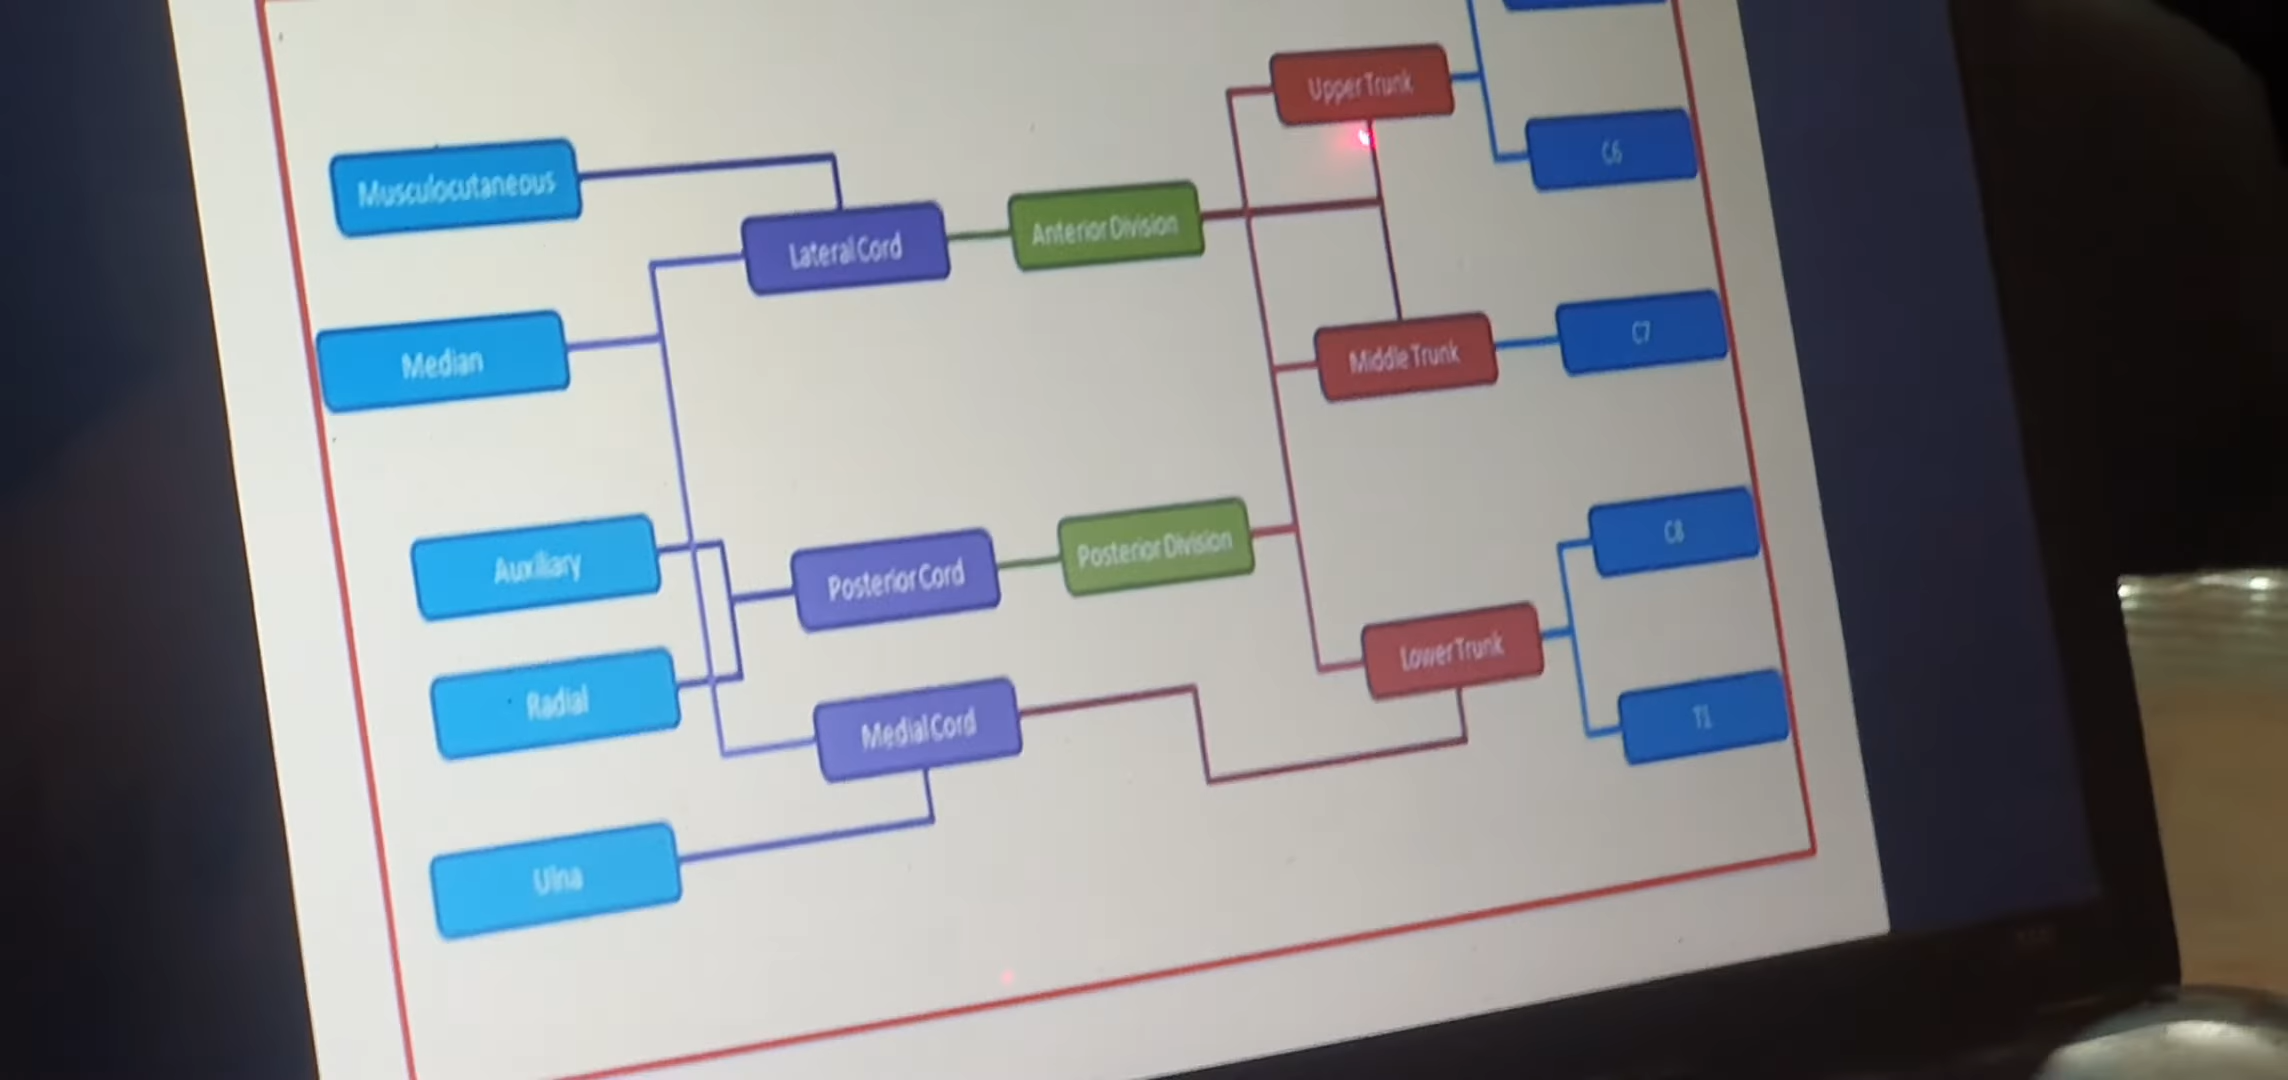 Upper Trunk
C6
Musculocutaneous
Lateral Cord
Anterior Division
Median
Middle Trunk
C7
Auxiliary
Posterior Cord
Posterior Division
C8
Radial
Medial Cord
Lower Trunk
T1
Ulna